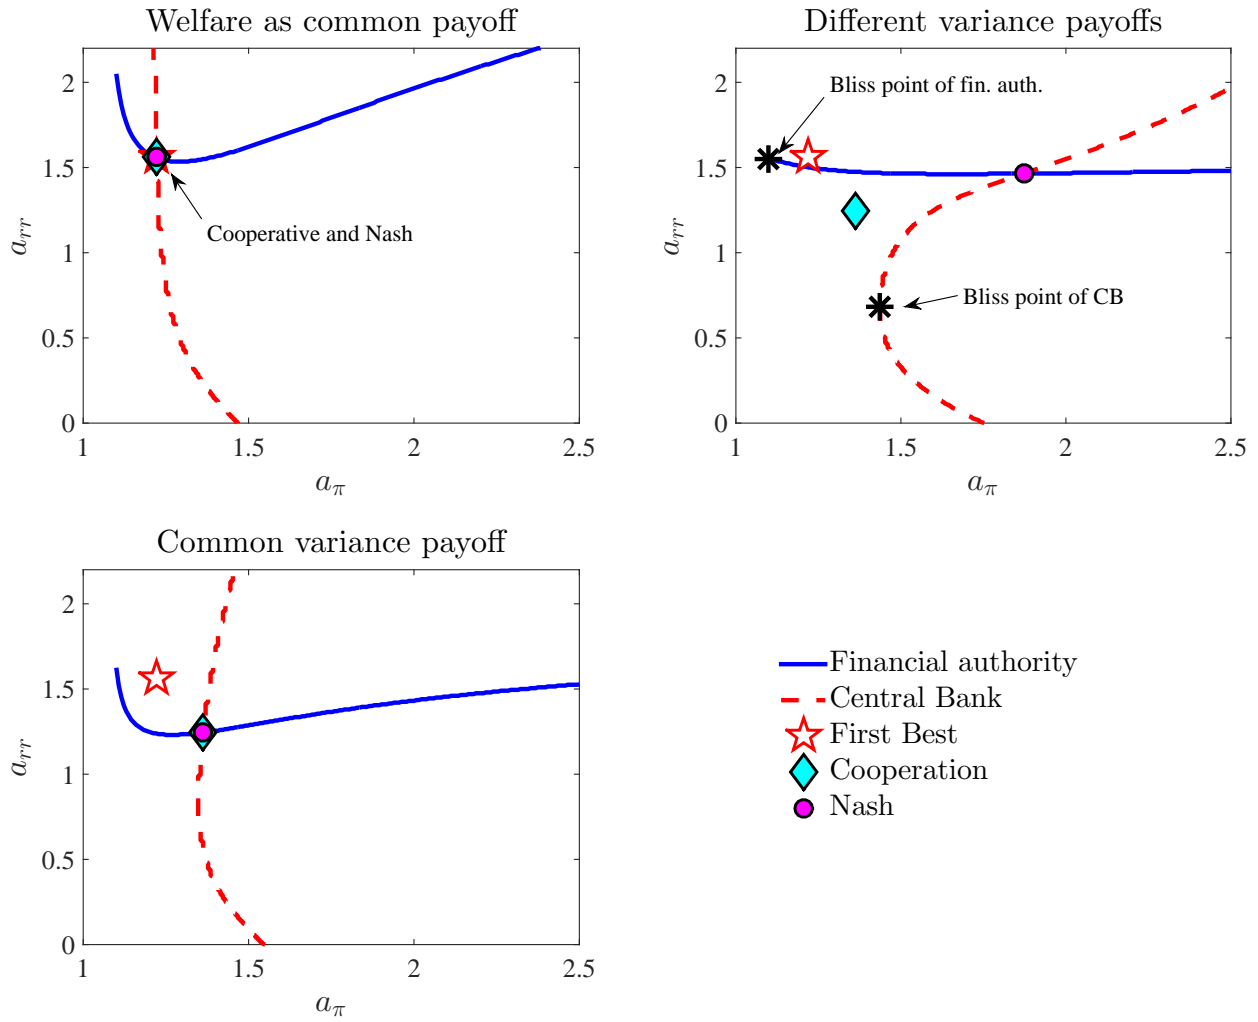 Welfare as common payoff
2
1.5
1
0.5
0
1
1.5
2
2.5
a_rr
a_π
Cooperative and Nash
Different variance payoffs
2
1.5
1
0.5
0
1
1.5
2
2.5
a_rr
a_π
Bliss point of fin. auth.
Bliss point of CB
Common variance payoff
2
1.5
1
0.5
0
1
1.5
2
2.5
a_rr
a_π
Financial authority
Central Bank
First Best
Cooperation
Nash